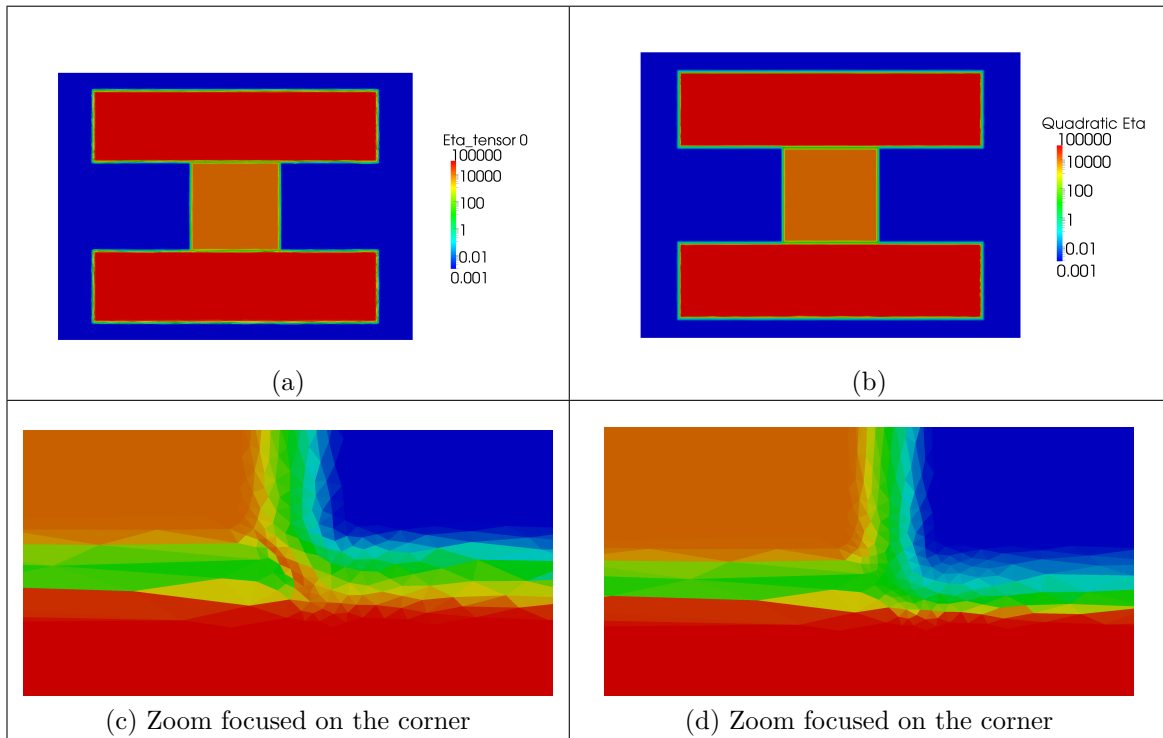 Eta_tensor 0
100000
10000
100
1
0.01
0.001
(a)
Quadratic Eta
100000
10000
100
1
0.01
0.001
(b)
(c) Zoom focused on the corner
(d) Zoom focused on the corner